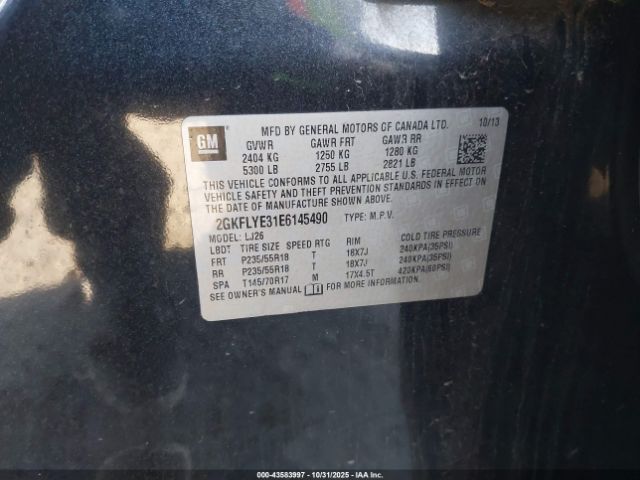 GM
MFD BY GENERAL MOTORS OF CANADA LTD. 10/13
GVWR GAWR FRT GAWR RR
2404 KG 1250 KG 1280 KG
5300 LB 2755 LB 2821 LB
THIS VEHICLE CONFORMS TO ALL APPLICABLE U.S. FEDERAL MOTOR
VEHICLE SAFETY AND THEFT PREVENTION STANDARDS IN EFFECT ON
THE DATE OF MANUFACTURE SHOWN ABOVE.
2GKFLYE31E6145490 TYPE: M.P.V.
MODEL: LJ26
LBDT TIRE SIZE SPEED RTG RIM COLD TIRE PRESSURE
FRT P235/55R18 T 18X7J 240KPA(35PSI)
RR P235/55R18 T 18X7J 240KPA(35PSI)
SPA T145/70R17 M 17X4.5T 420KPA(60PSI)
SEE OWNER'S MANUAL FOR MORE INFORMATION.
000-43583997 - 10/31/2025 - IAA Inc.